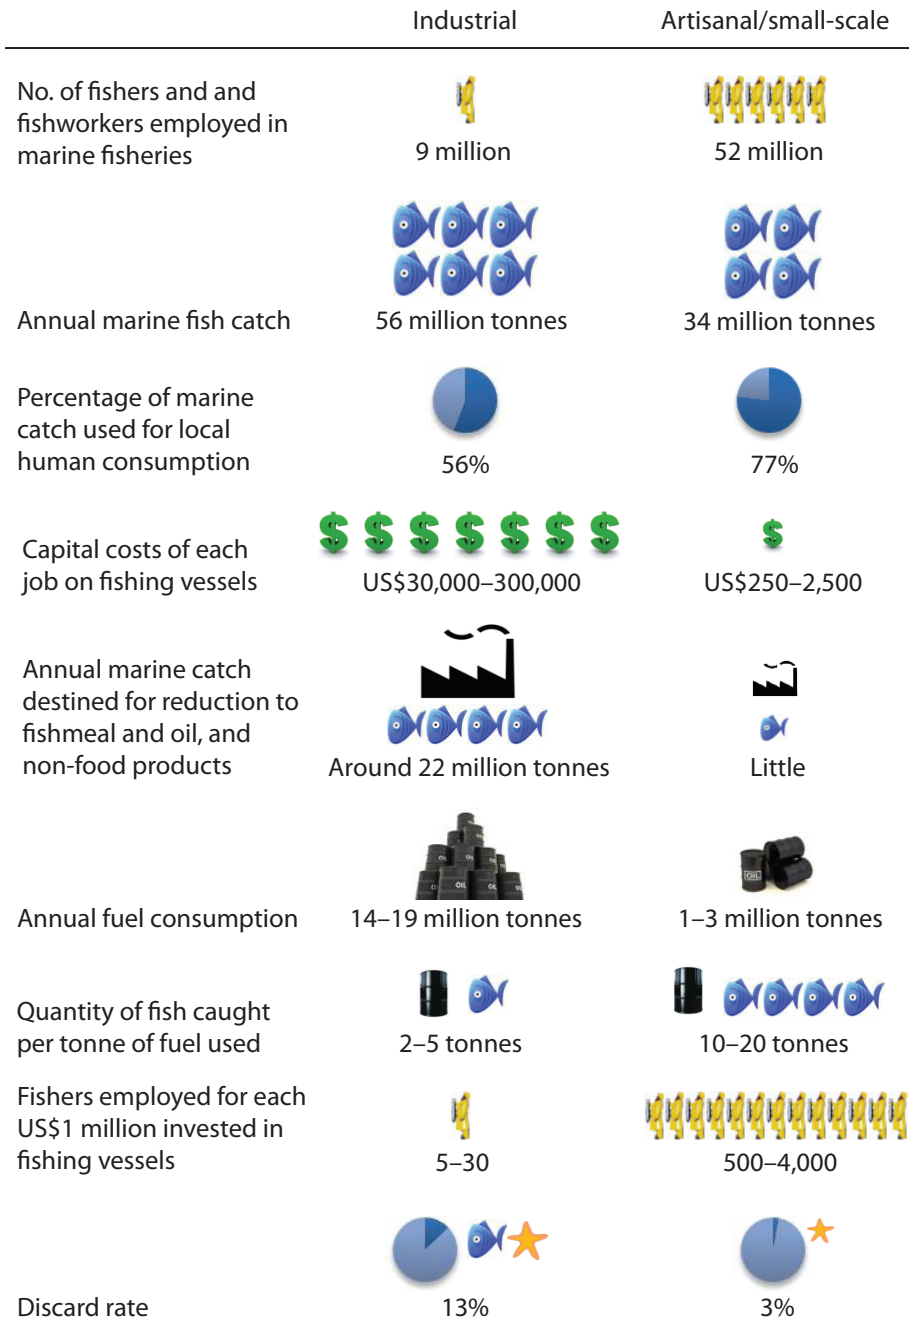 Industrial Artisanal/small-scale
No. of fishers and and
fishworkers employed in
marine fisheries
9 million 52 million
Annual marine fish catch 56 million tonnes 34 million tonnes
Percentage of marine
catch used for local
human consumption
56% 77%
Capital costs of each
job on fishing vessels
US$30,000–300,000 US$250–2,500
Annual marine catch
destined for reduction to
fishmeal and oil, and
non-food products
Around 22 million tonnes Little
OIL
Annual fuel consumption 14–19 million tonnes 1–3 million tonnes
Quantity of fish caught
per tonne of fuel used
2–5 tonnes 10–20 tonnes
Fishers employed for each
US$1 million invested in
fishing vessels
5–30 500–4,000
Discard rate 13% 3%